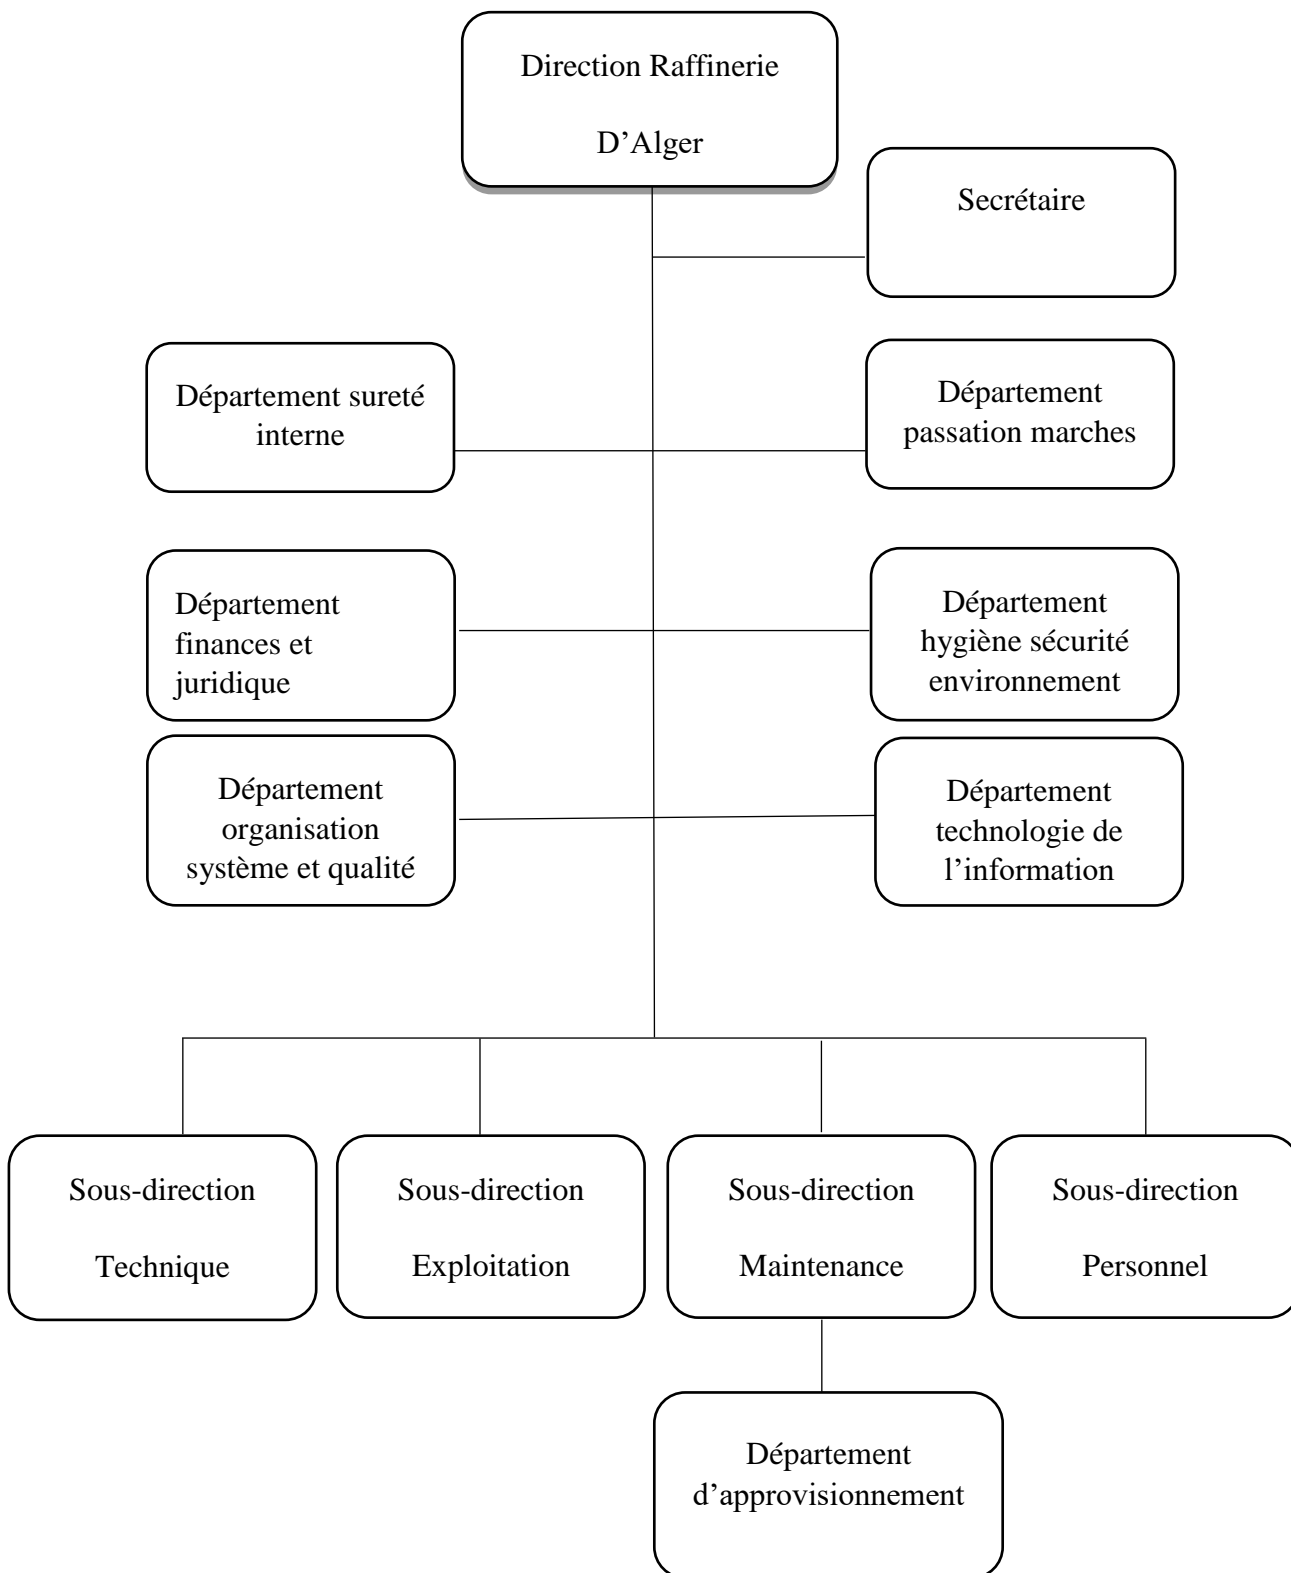 Direction Raffinerie
D’Alger
Secrétaire
Département sureté
interne
Département
passation marches
Département
finances et
juridique
Département
hygiène sécurité
environnement
Département
organisation
système et qualité
Département
technologie de
l’information
Sous-direction
Technique
Sous-direction
Exploitation
Sous-direction
Maintenance
Sous-direction
Personnel
Département
d’approvisionnement